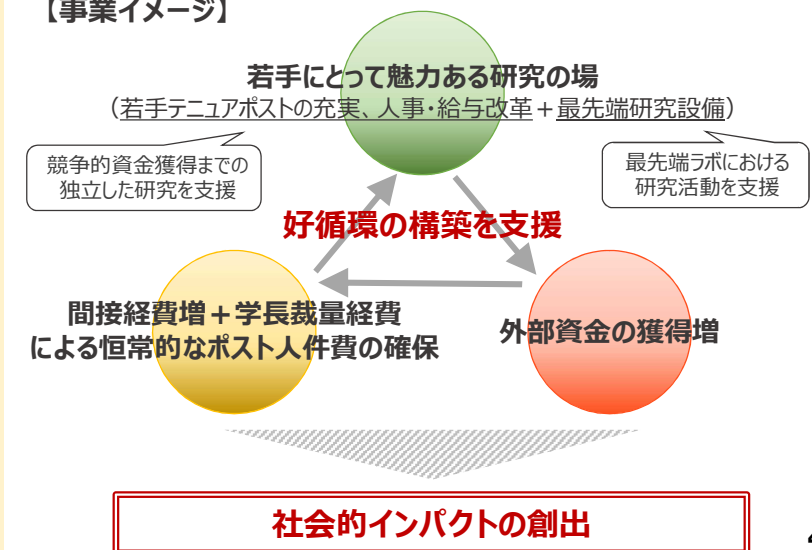 【事業イメージ】
若手にとって魅力ある研究の場
（若手テニュアポストの充実、人事・給与改革＋最先端研究設備）
競争的資金獲得までの
独立した研究を支援
最先端ラボにおける
研究活動を支援
好循環の構築を支援
間接経費増＋学長裁量経費
による恒常的なポスト人件費の確保
外部資金の獲得増
社会的インパクトの創出